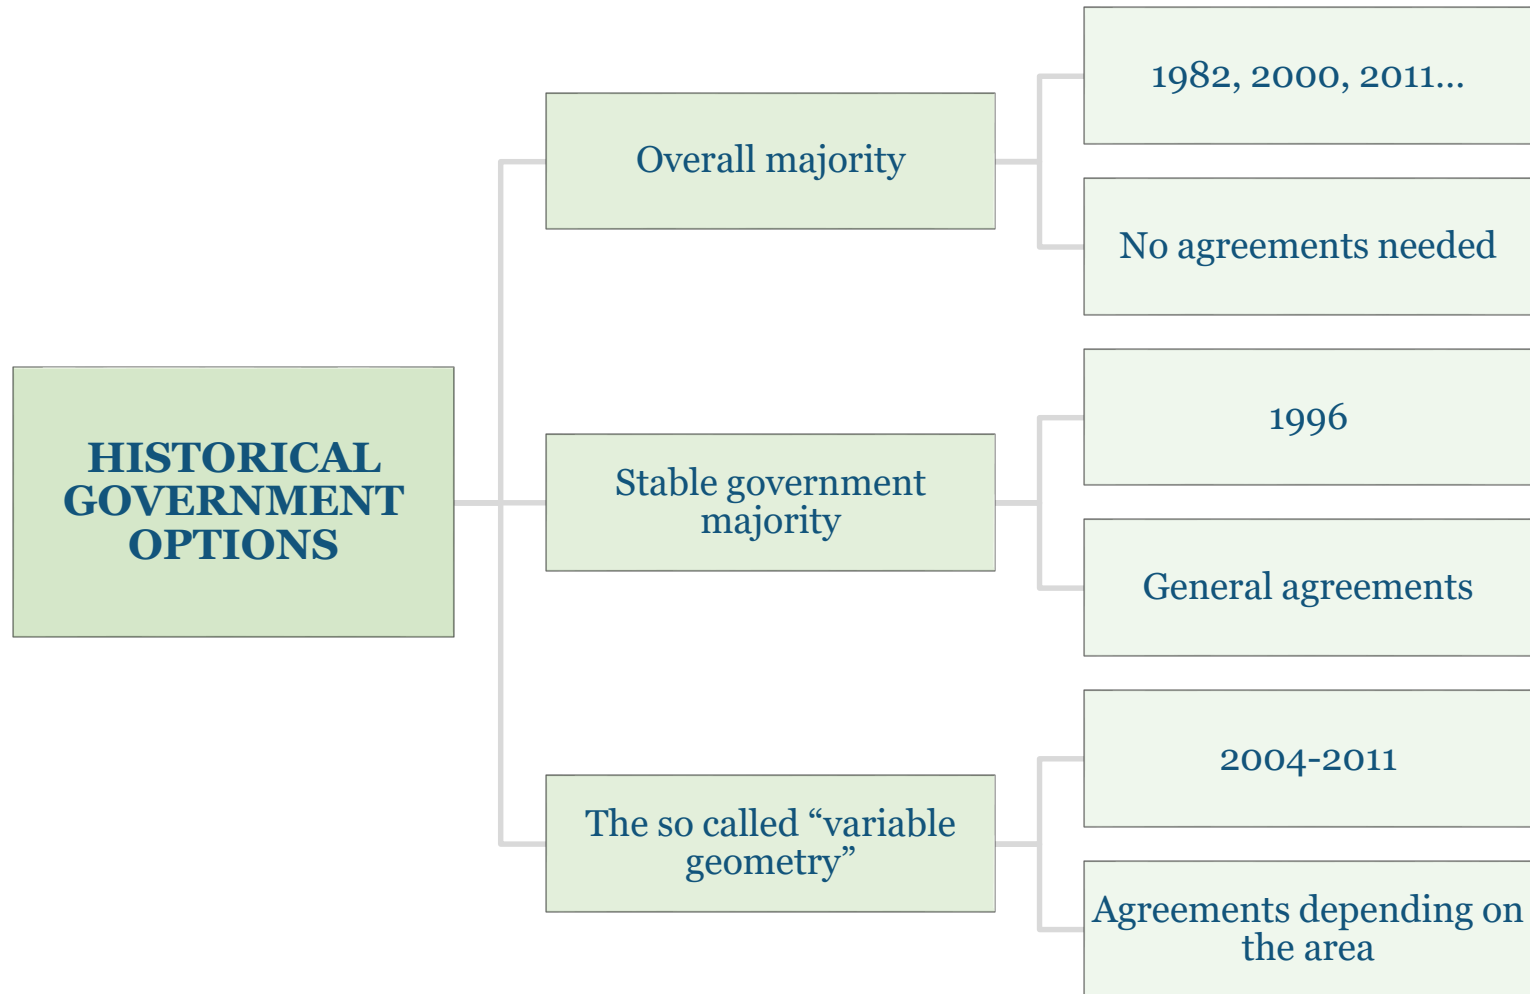 HISTORICAL
GOVERNMENT
OPTIONS
Overall majority
1982, 2000, 2011…
No agreements needed
Stable government
majority
1996
General agreements
The so called “variable
geometry”
2004-2011
Agreements depending on
the area